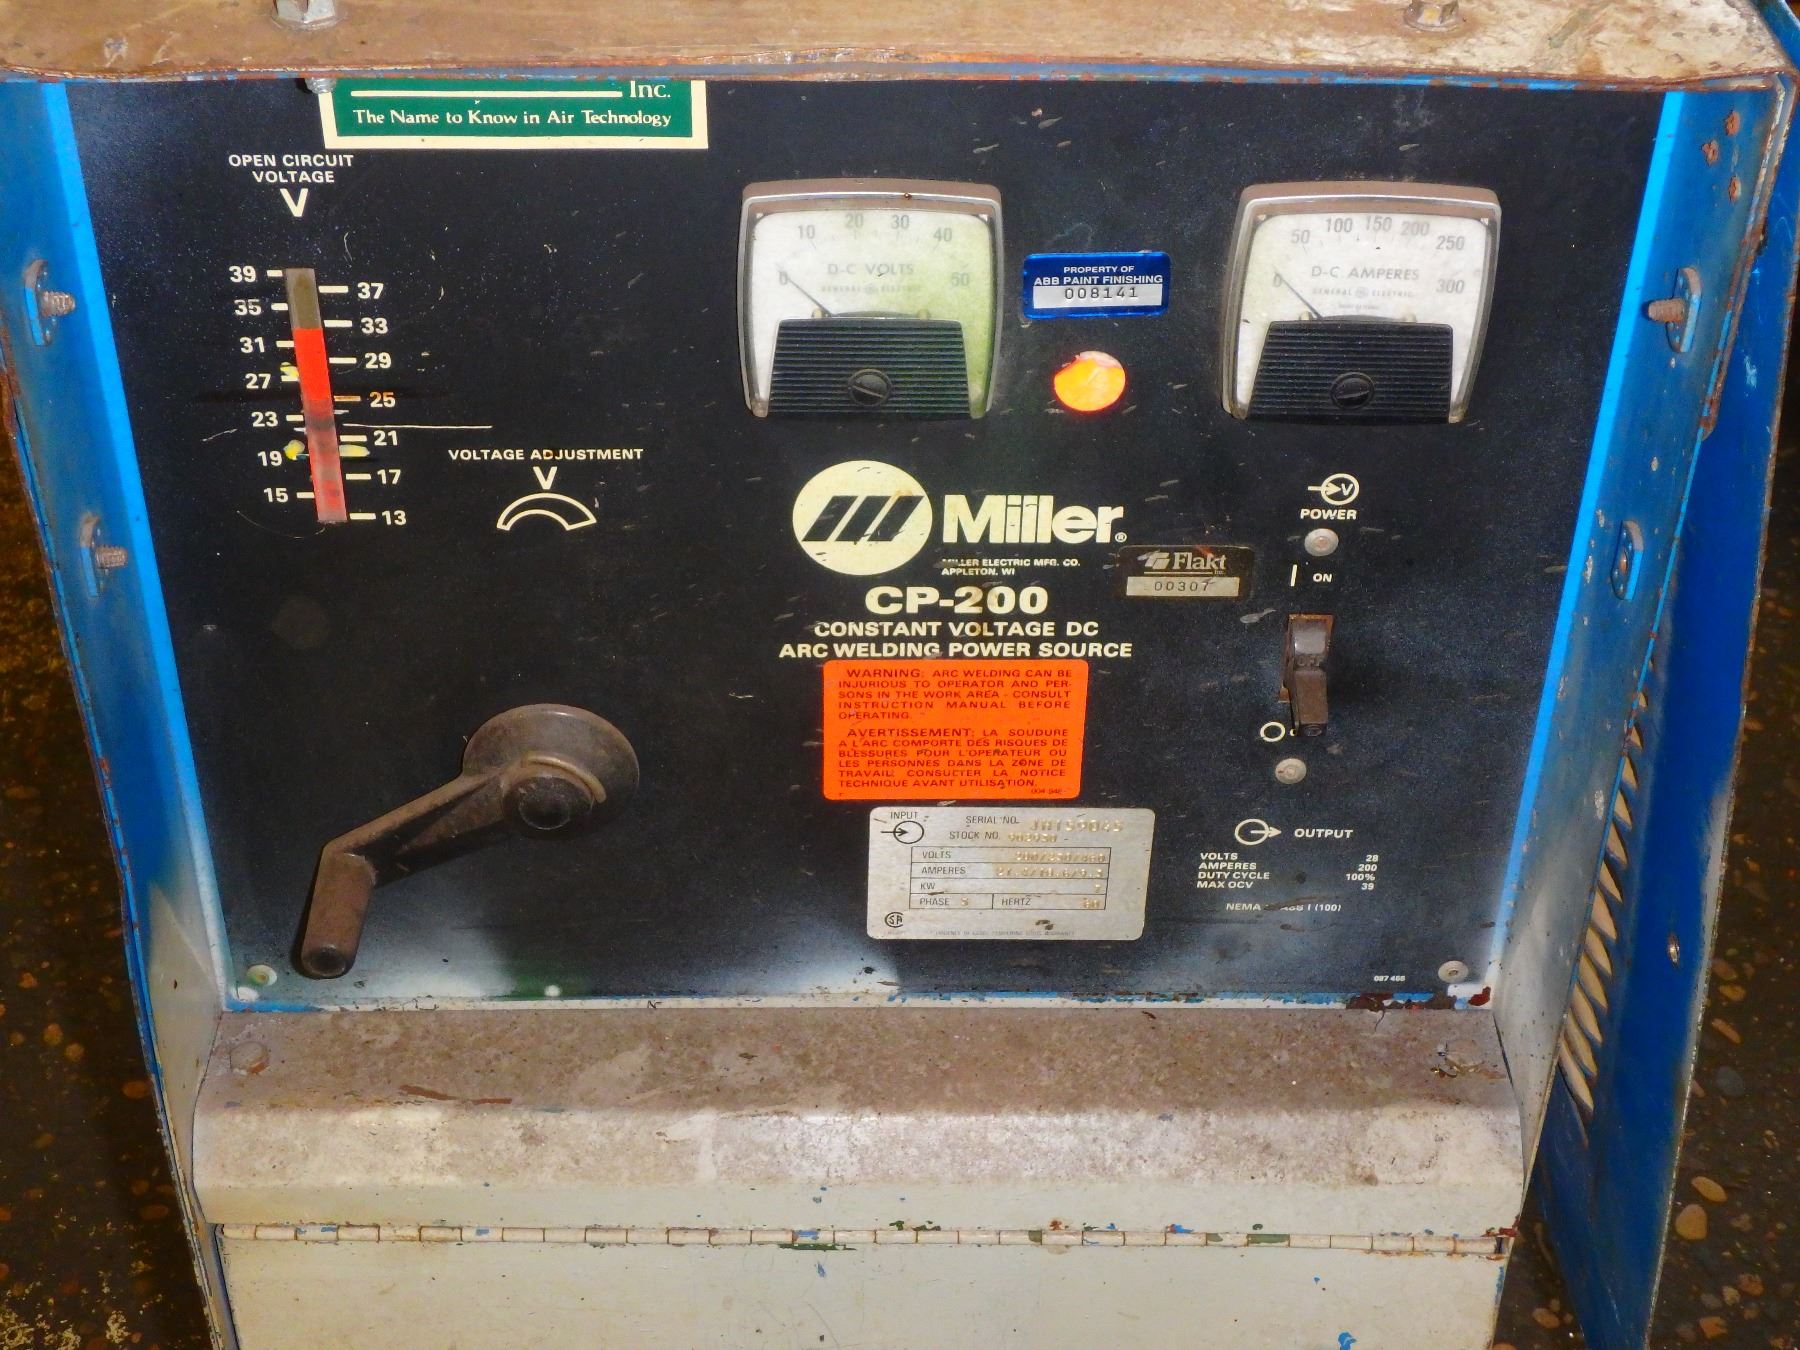 Inc.
The Name to Know in Air Technology
OPEN CIRCUIT
VOLTAGE
V
39
37
35
33
31
29
27
25
23
21
19
17
15
13
VOLTAGE ADJUSTMENT
V
0 10 20 30 40 50
D-C VOLTS
GENERAL ELECTRIC
PROPERTY OF
ABB PAINT FINISHING
008141
0 50 100 150 200 250 300
D-C AMPERES
GENERAL ELECTRIC
Miller®
MILLER ELECTRIC MFG. CO.
APPLETON, WI
CP-200
CONSTANT VOLTAGE DC
ARC WELDING POWER SOURCE
Flakt
Inc.
00307
V
POWER
ON
WARNING: ARC WELDING CAN BE
INJURIOUS TO OPERATOR AND PER-
SONS IN THE WORK AREA - CONSULT
INSTRUCTION MANUAL BEFORE
OPERATING.
AVERTISSEMENT: LA SOUDURE
A L'ARC COMPORTE DES RISQUES DE
BLESSURES POUR L'OPERATEUR OU
LES PERSONNES DANS LA ZONE DE
TRAVAIL. CONSULTER LA NOTICE
TECHNIQUE AVANT UTILISATION.
INPUT
SERIAL NO.
STOCK NO.
VOLTS
AMPERES
KW 7
PHASE HERTZ 60
OUTPUT
VOLTS 28
AMPERES 200
DUTY CYCLE 100%
MAX OCV 39
NEMA I (100)